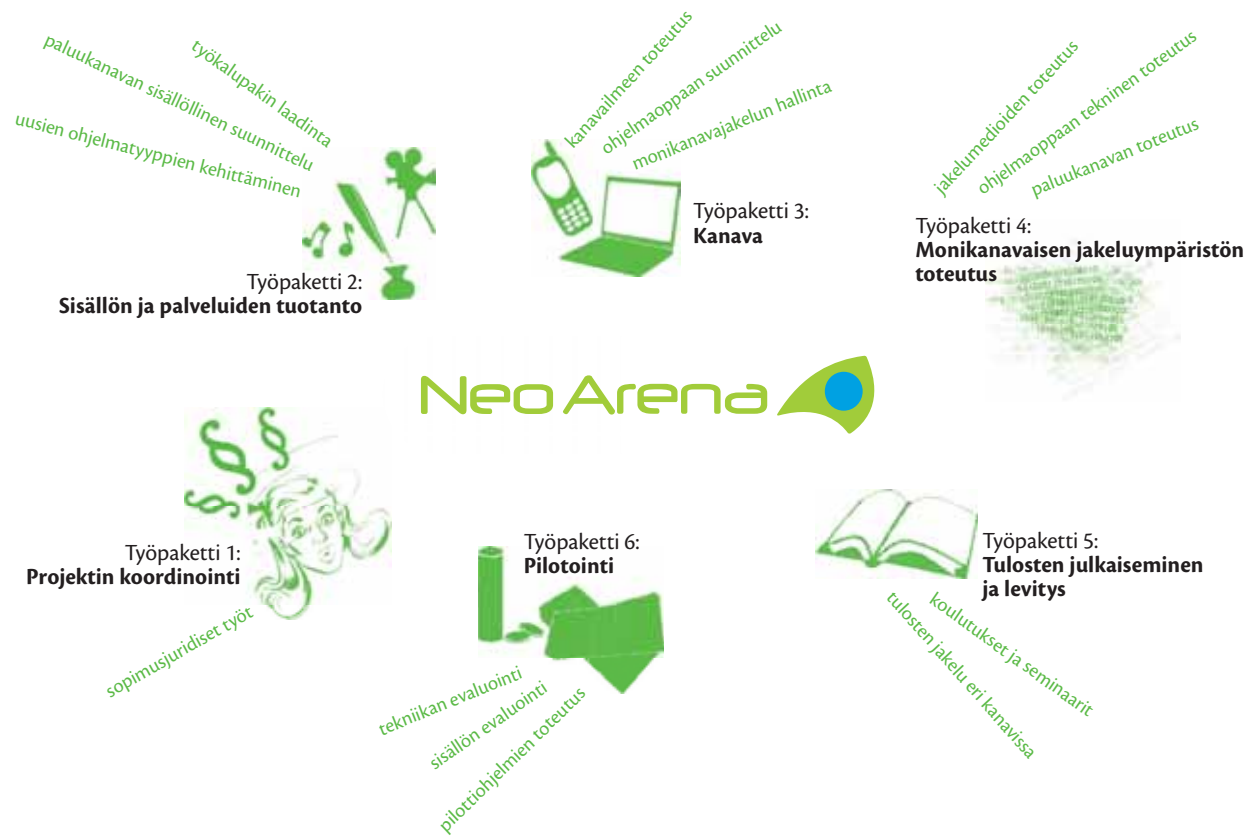 työkalupakin laadinta
paluukanavan sisällöllinen suunnittelu
uusien ohjelmatyyppien kehittäminen
Työpaketti 2:
Sisällön ja palveluiden tuotanto
kanavailmeen toteutus
ohjelmaoppaan suunnittelu
monikanavajakelun hallinta
Työpaketti 3:
Kanava
jakelumedioiden toteutus
ohjelmaoppaan tekninen toteutus
paluukanavan toteutus
Työpaketti 4:
Monikanavaisen jakeluympäristön
toteutus
Neo Arena
Työpaketti 1:
Projektin koordinointi
sopimusjuridiset työt
Työpaketti 6:
Pilotointi
tekniikan evaluointi
sisällön evaluointi
pilottiohjelmien toteutus
Työpaketti 5:
Tulosten julkaiseminen
ja levitys
koulutukset ja seminaarit
tulosten jakelu eri kanavissa